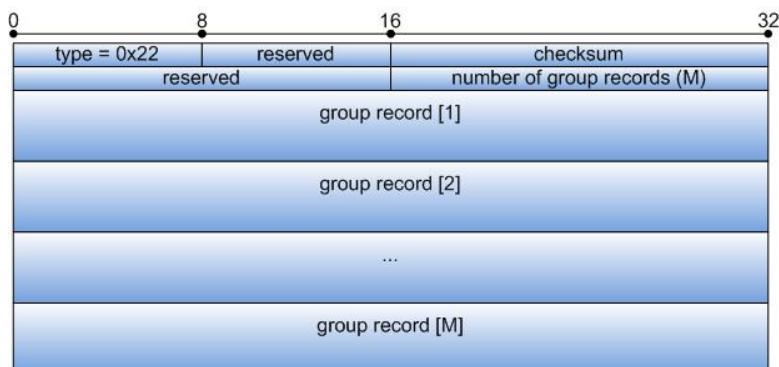 0 8 16 32
type = 0x22 reserved checksum
reserved number of group records (M)
group record [1]
group record [2]
...
group record [M]